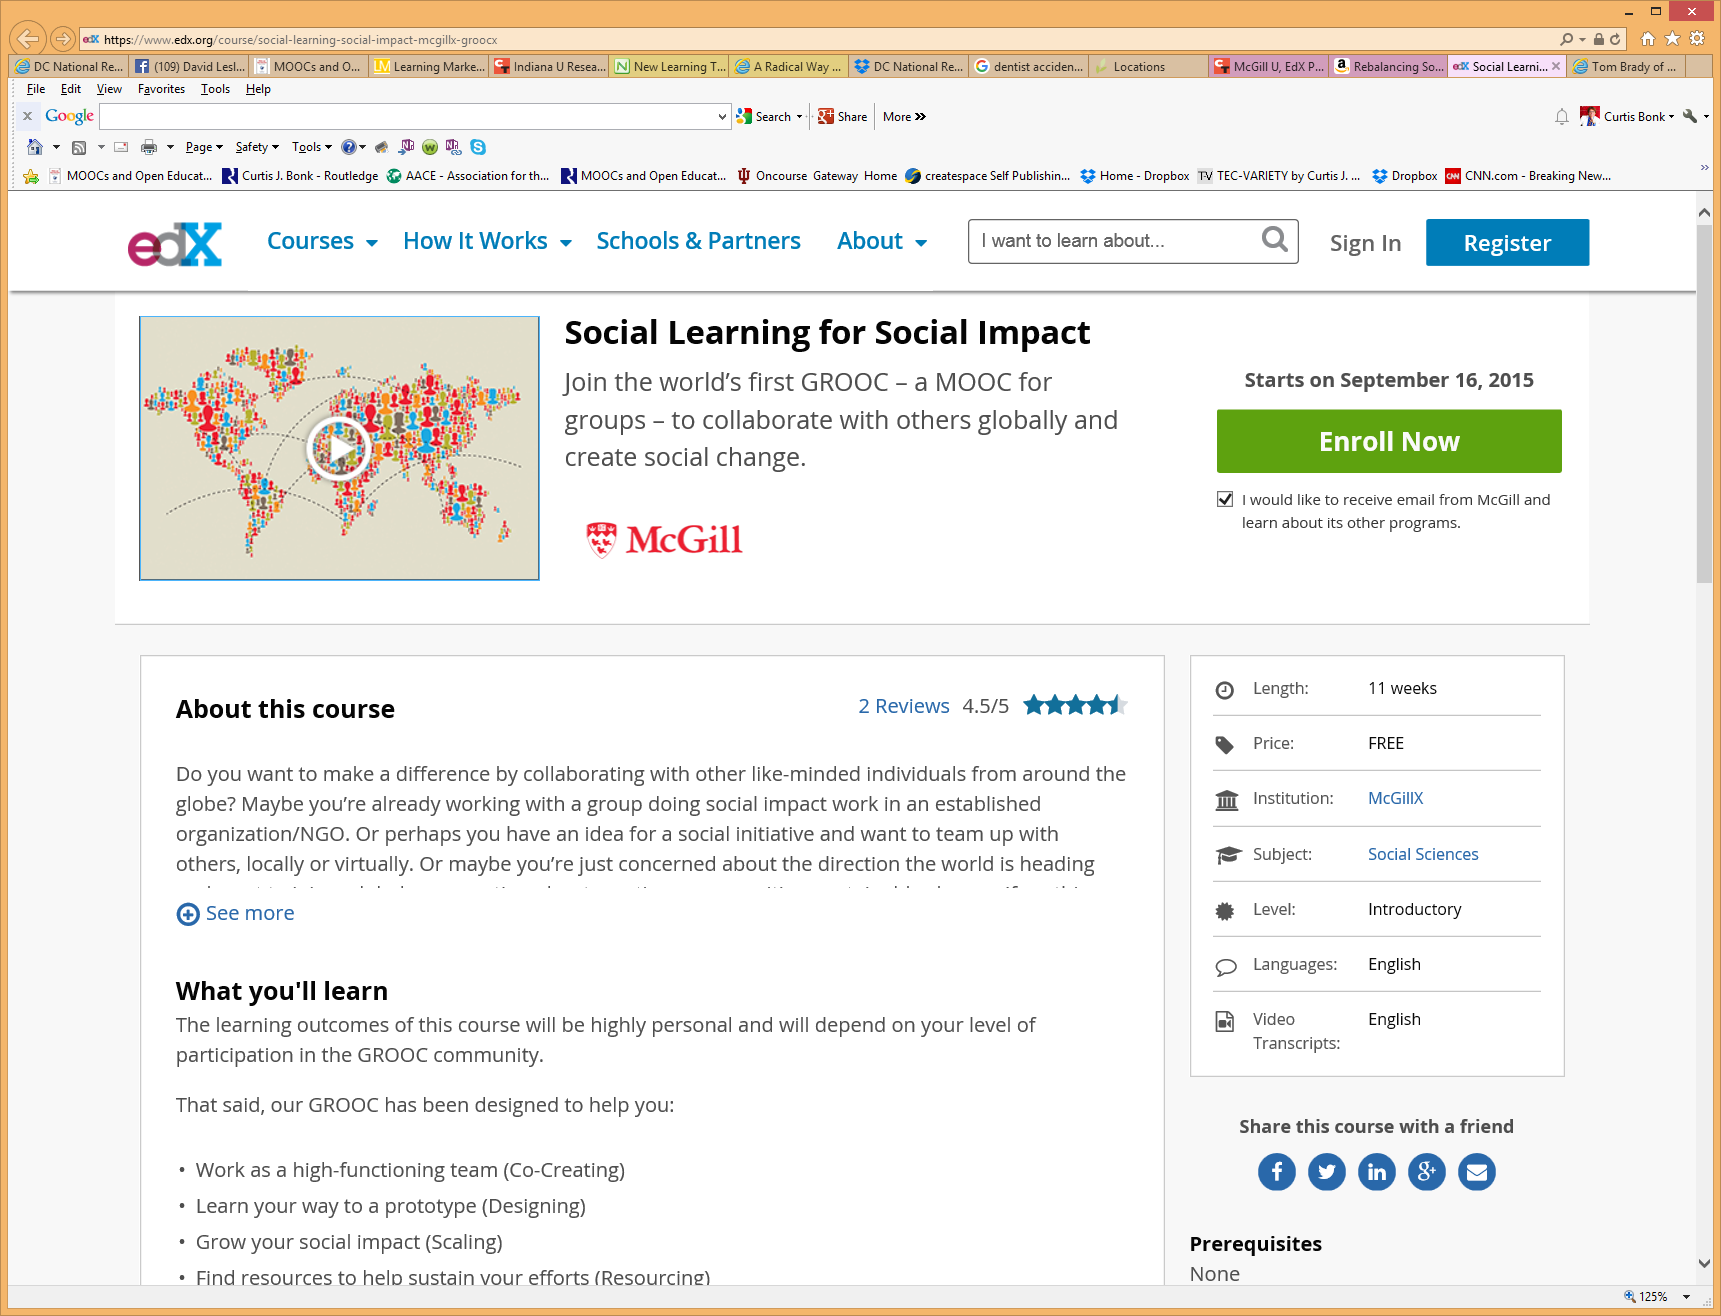 https://www.edx.org/course/social-learning-social-impact-mcgillx-groocx
DC National Re...
(109) David Lesl...
MOOCs and O...
Learning Marke...
Indiana U Resea...
New Learning T...
A Radical Way ...
DC National Re...
dentist acciden...
Locations
McGill U, EdX P...
Rebalancing So...
Social Learni...
Tom Brady of ...
File Edit View Favorites Tools Help
x Google Search Share More » Curtis Bonk
Page Safety Tools
MOOCs and Open Educat... Curtis J. Bonk - Routledge AACE - Association for th... MOOCs and Open Educat... Oncourse Gateway Home createspace Self Publishin... Home - Dropbox TEC-VARIETY by Curtis J. ... Dropbox CNN.com - Breaking New...
edX Courses How It Works Schools & Partners About I want to learn about... Sign In Register
Social Learning for Social Impact
Join the world's first GROOC – a MOOC for
groups – to collaborate with others globally and
create social change.
McGill
Starts on September 16, 2015
Enroll Now
I would like to receive email from McGill and
learn about its other programs.
About this course
2 Reviews 4.5/5
Do you want to make a difference by collaborating with other like-minded individuals from around the
globe? Maybe you're already working with a group doing social impact work in an established
organization/NGO. Or perhaps you have an idea for a social initiative and want to team up with
others, locally or virtually. Or maybe you're just concerned about the direction the world is heading
See more
What you'll learn
The learning outcomes of this course will be highly personal and will depend on your level of
participation in the GROOC community.
That said, our GROOC has been designed to help you:
• Work as a high-functioning team (Co-Creating)
• Learn your way to a prototype (Designing)
• Grow your social impact (Scaling)
• Find resources to help sustain your efforts (Resourcing)
Length: 11 weeks
Price: FREE
Institution: McGillX
Subject: Social Sciences
Level: Introductory
Languages: English
Video English
Transcripts:
Share this course with a friend
Prerequisites
None
125%